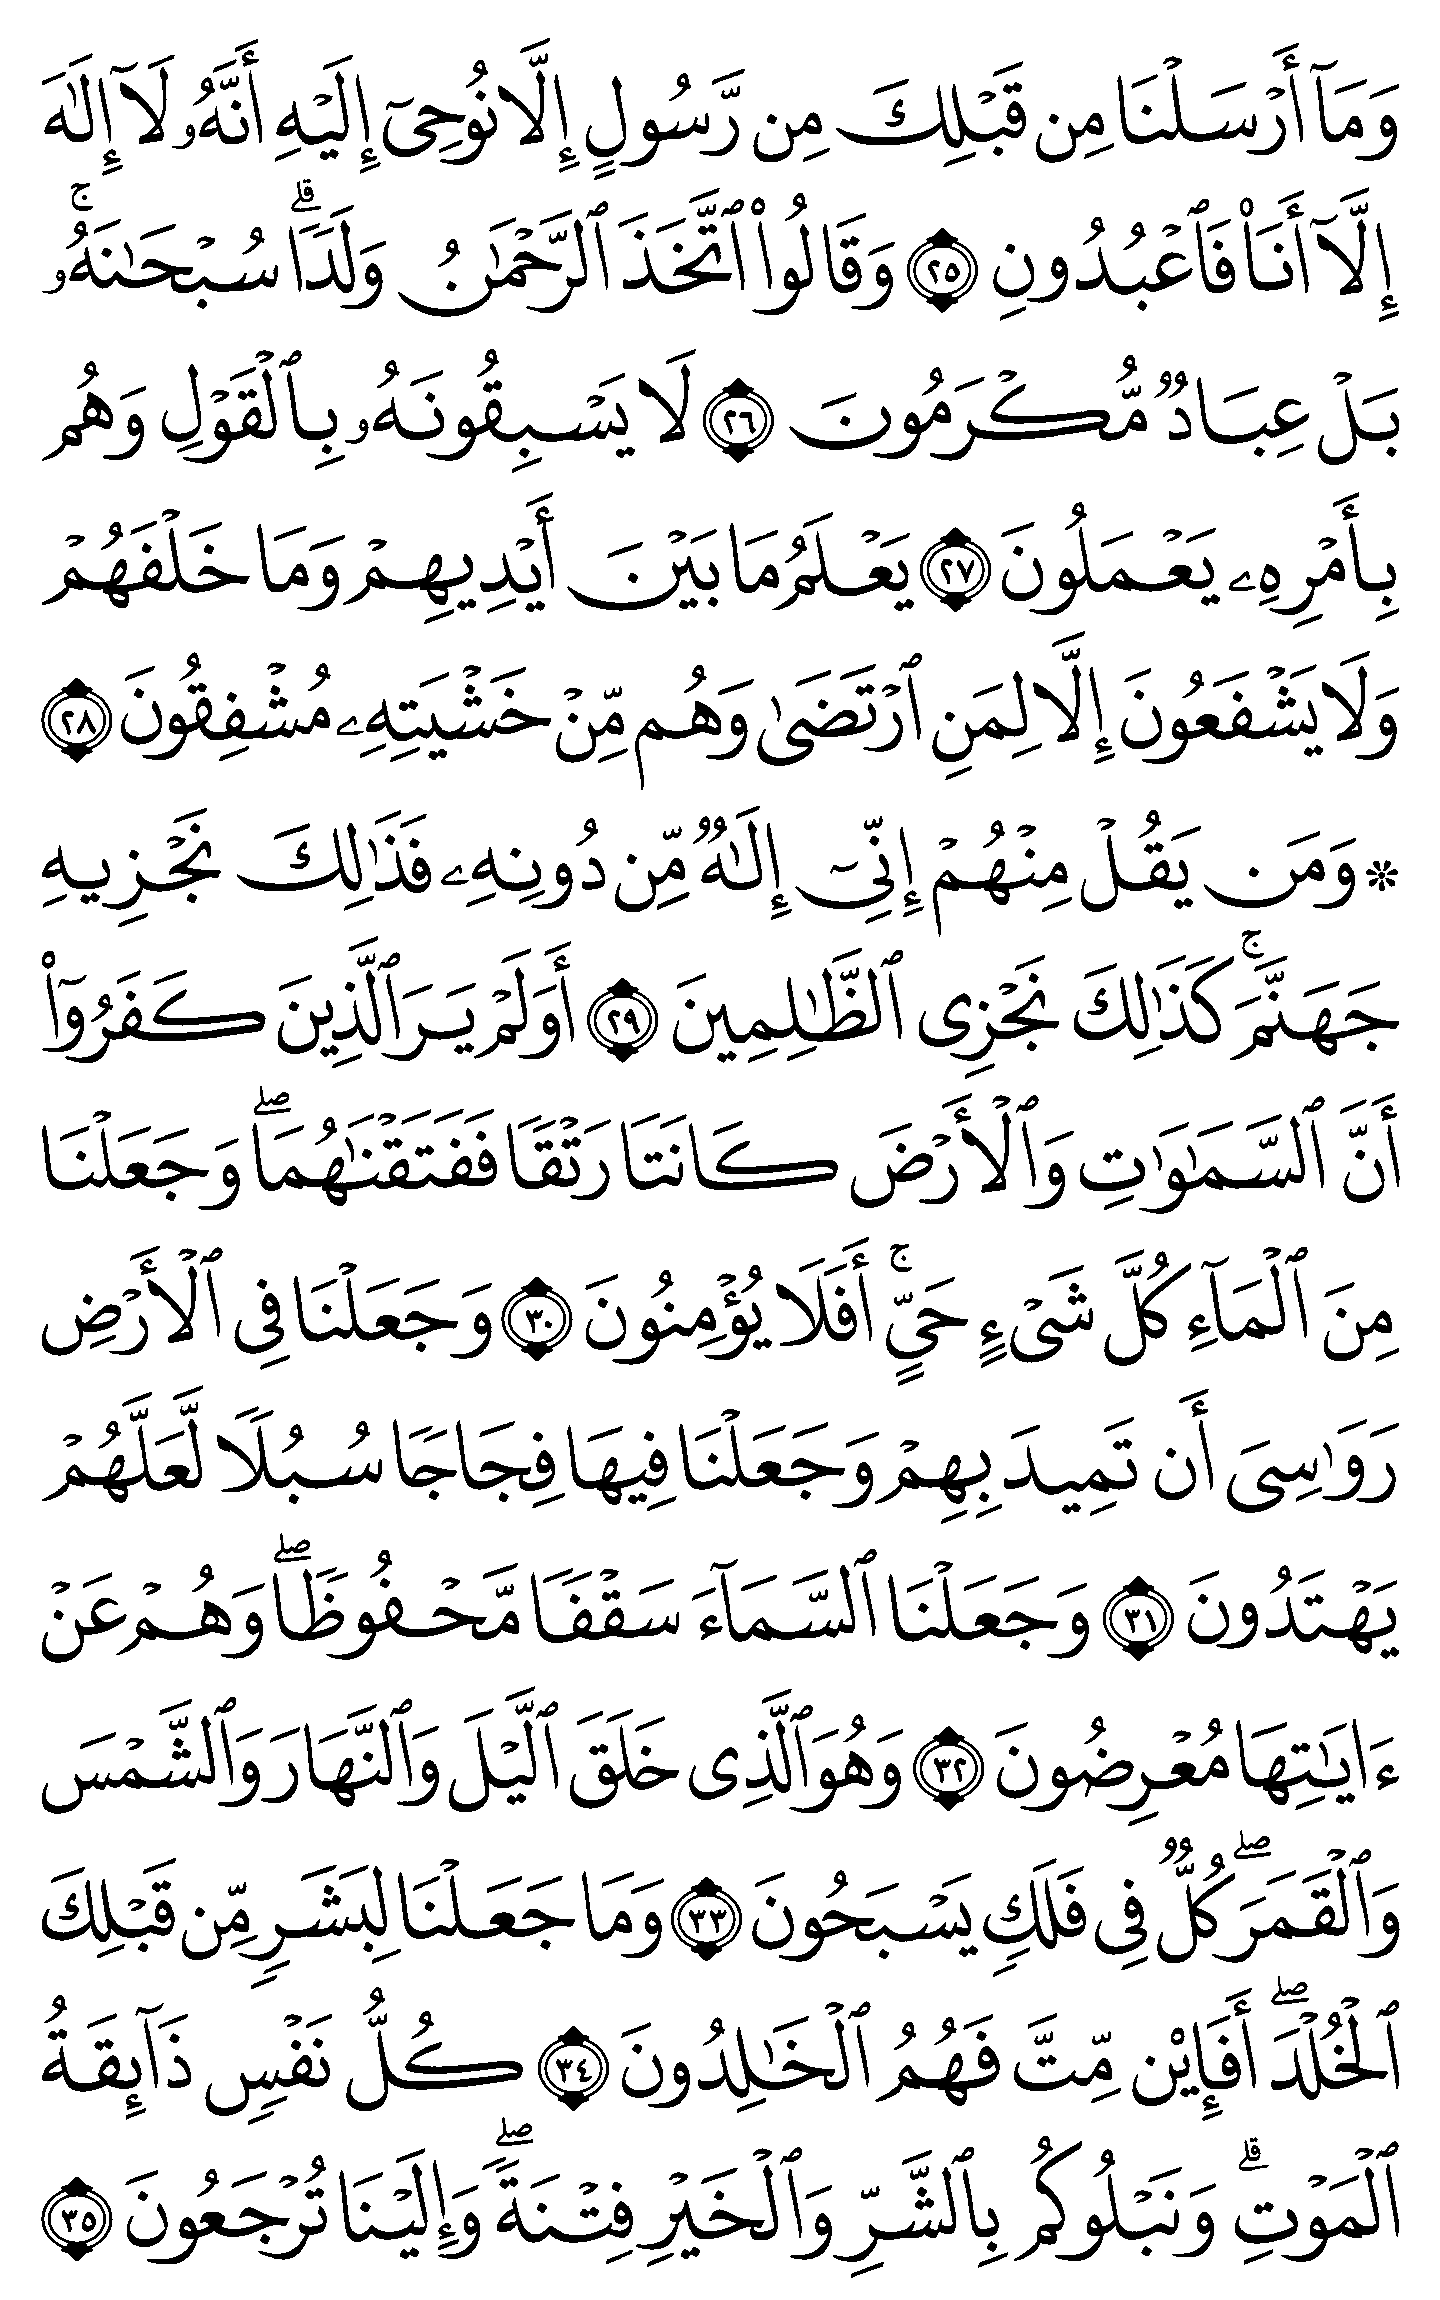 وَمَآ أَرۡسَلۡنَا مِن قَبۡلِكَ مِن رَّسُولٍ إِلَّا نُوحِيٓ إِلَيۡهِ أَنَّهُۥ لَآ إِلَٰهَ
إِلَّآ أَنَا۠ فَٱعۡبُدُونِ ٢٥ وَقَالُواْ ٱتَّخَذَ ٱلرَّحۡمَٰنُ وَلَدٗاۗ سُبۡحَٰنَهُۥۚ
بَلۡ عِبَادٞ مُّكۡرَمُونَ ٢٦ لَا يَسۡبِقُونَهُۥ بِٱلۡقَوۡلِ وَهُم
بِأَمۡرِهِۦ يَعۡمَلُونَ ٢٧ يَعۡلَمُ مَا بَيۡنَ أَيۡدِيهِمۡ وَمَا خَلۡفَهُمۡ
وَلَا يَشۡفَعُونَ إِلَّا لِمَنِ ٱرۡتَضَىٰ وَهُم مِّنۡ خَشۡيَتِهِۦ مُشۡفِقُونَ ٢٨
۞ وَمَن يَقُلۡ مِنۡهُمۡ إِنِّيٓ إِلَٰهٞ مِّن دُونِهِۦ فَذَٰلِكَ نَجۡزِيهِ
جَهَنَّمَۚ كَذَٰلِكَ نَجۡزِي ٱلظَّٰلِمِينَ ٢٩ أَوَلَمۡ يَرَ ٱلَّذِينَ كَفَرُوٓاْ
أَنَّ ٱلسَّمَٰوَٰتِ وَٱلۡأَرۡضَ كَانَتَا رَتۡقٗا فَفَتَقۡنَٰهُمَاۖ وَجَعَلۡنَا
مِنَ ٱلۡمَآءِ كُلَّ شَيۡءٍ حَيٍّۚ أَفَلَا يُؤۡمِنُونَ ٣٠ وَجَعَلۡنَا فِي ٱلۡأَرۡضِ
رَوَٰسِيَ أَن تَمِيدَ بِهِمۡ وَجَعَلۡنَا فِيهَا فِجَاجٗا سُبُلٗا لَّعَلَّهُمۡ
يَهۡتَدُونَ ٣١ وَجَعَلۡنَا ٱلسَّمَآءَ سَقۡفٗا مَّحۡفُوظٗاۖ وَهُمۡ عَنۡ
ءَايَٰتِهَا مُعۡرِضُونَ ٣٢ وَهُوَ ٱلَّذِي خَلَقَ ٱلَّيۡلَ وَٱلنَّهَارَ وَٱلشَّمۡسَ
وَٱلۡقَمَرَۖ كُلّٞ فِي فَلَكٖ يَسۡبَحُونَ ٣٣ وَمَا جَعَلۡنَا لِبَشَرٖ مِّن قَبۡلِكَ
ٱلۡخُلۡدَۖ أَفَإِيْن مِّتَّ فَهُمُ ٱلۡخَٰلِدُونَ ٣٤ كُلُّ نَفۡسٖ ذَآئِقَةُ
ٱلۡمَوۡتِۗ وَنَبۡلُوكُم بِٱلشَّرِّ وَٱلۡخَيۡرِ فِتۡنَةٗۖ وَإِلَيۡنَا تُرۡجَعُونَ ٣٥